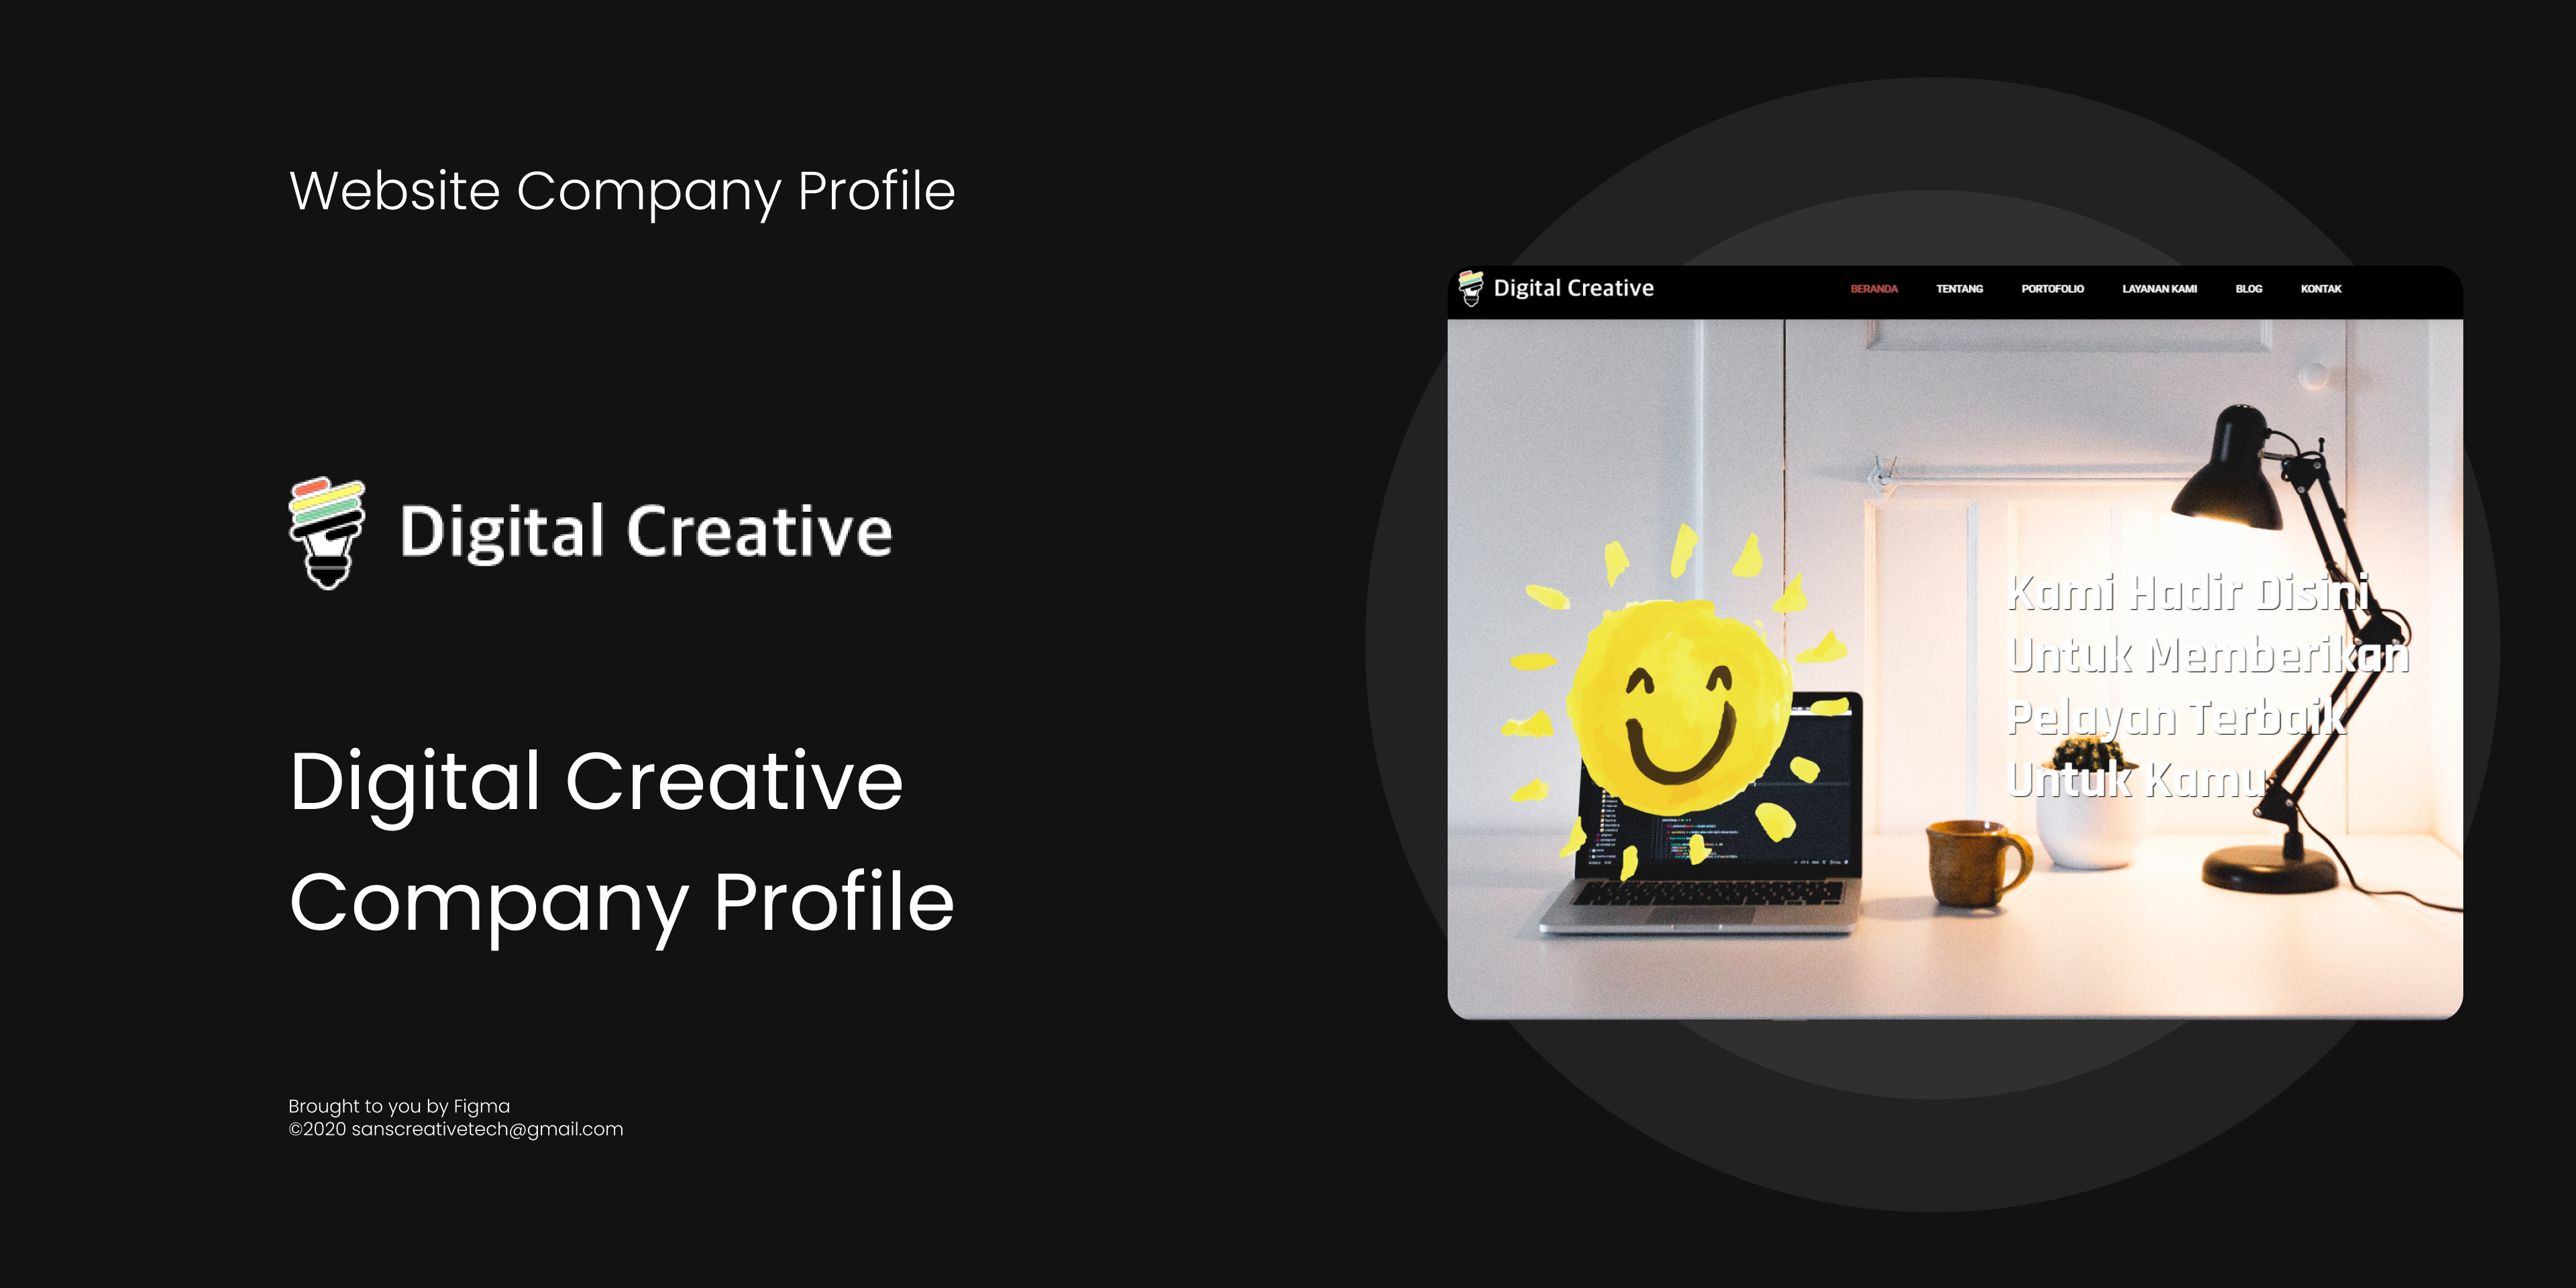 Website Company Profile
Digital Creative
Digital Creative
Company Profile
Brought to you by Figma
©2020 sanscreativetech@gmail.com
Digital Creative
BERANDA TENTANG PORTOFOLIO LAYANAN KAMI BLOG KONTAK
Kami Hadir Disini
Untuk Memberikan
Pelayan Terbaik
Untuk Kamu